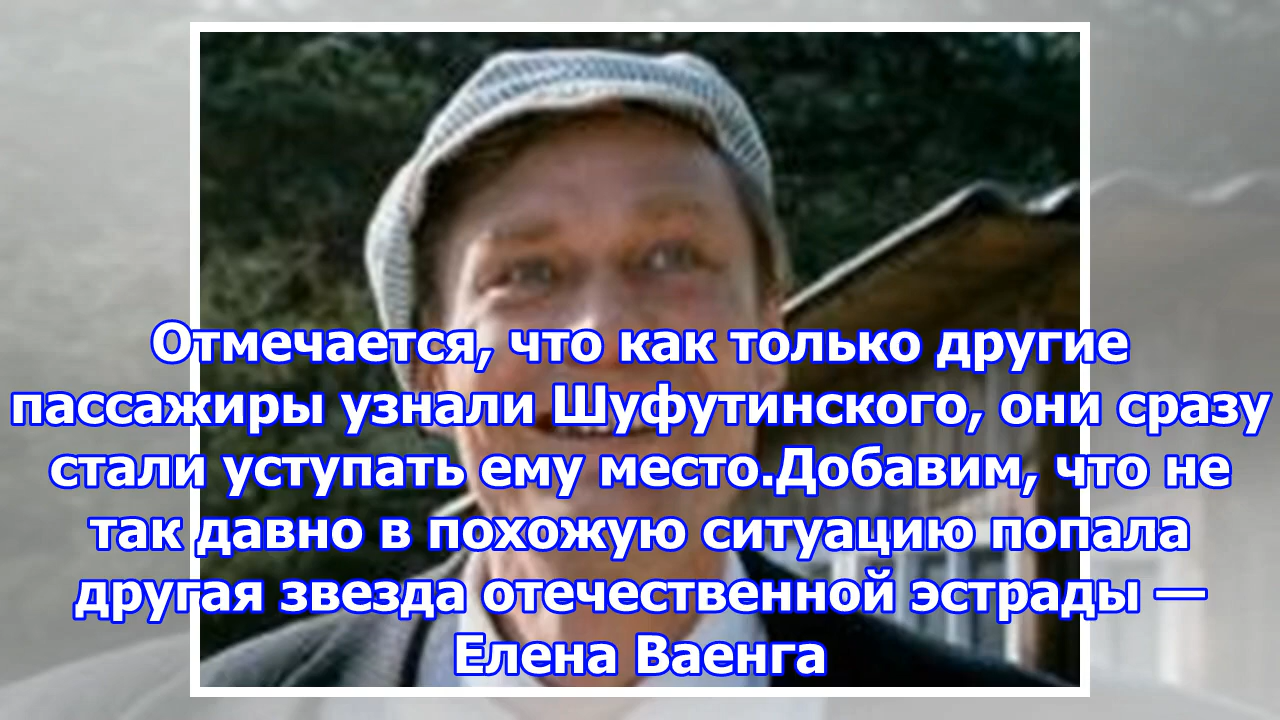 Отмечается, что как только другие
пассажиры узнали Шуфутинского, они сразу
стали уступать ему место.Добавим, что не
так давно в похожую ситуацию попала
другая звезда отечественной эстрады —
Елена Ваенга